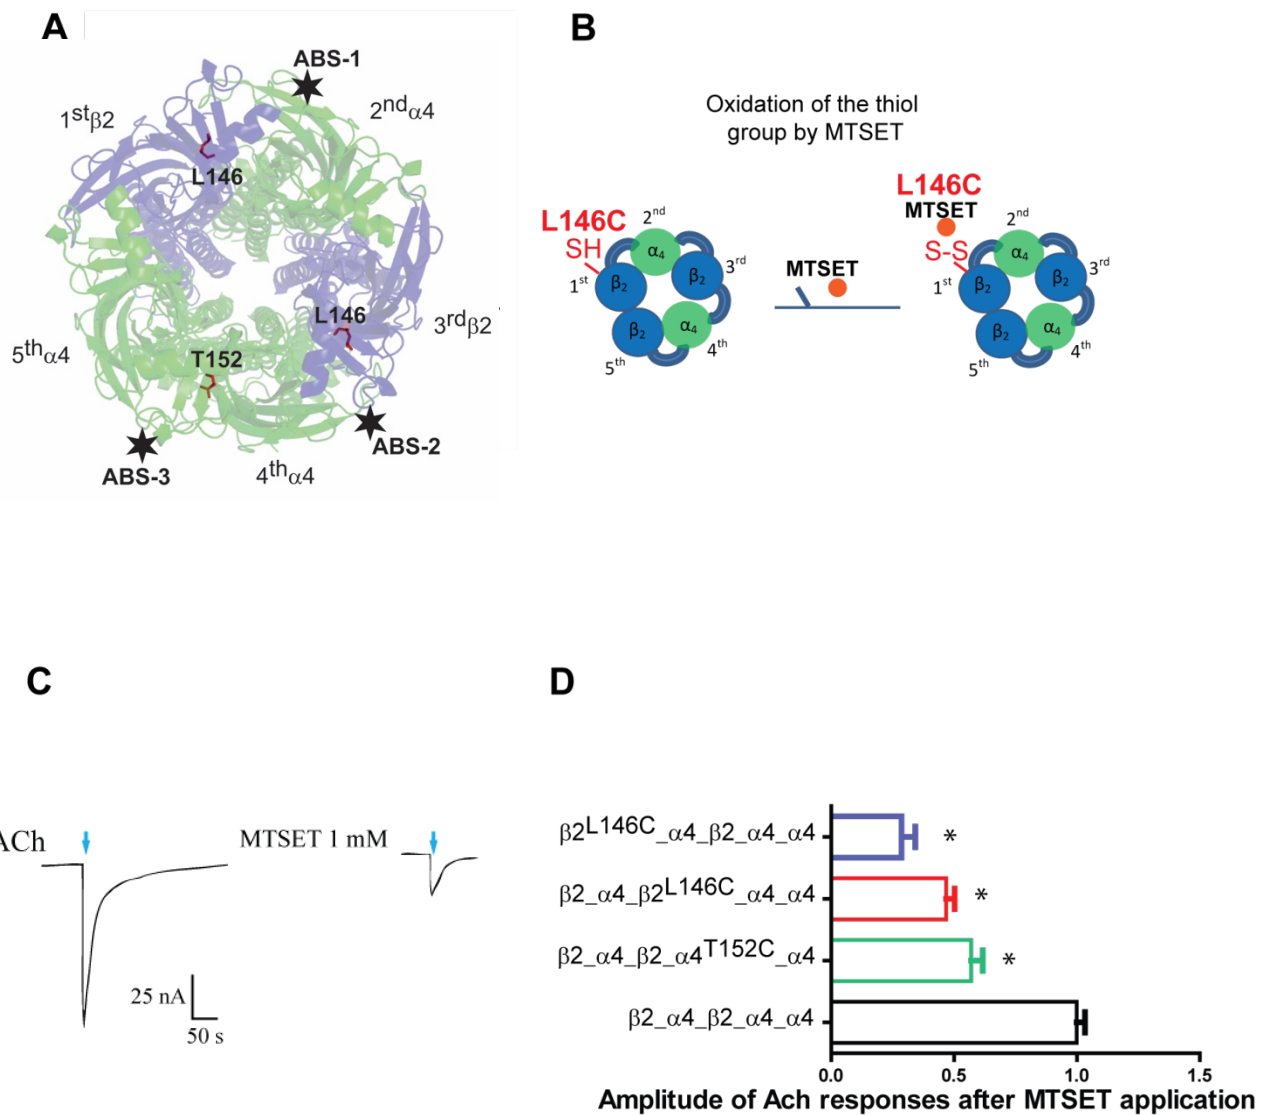 A
ABS-1
1stβ2
2ndα4
L146
L146
3rdβ2
5thα4
T152
ABS-2
ABS-3
4thα4
B
Oxidation of the thiol
group by MTSET
L146C
SH
2nd
α4
1st
β2
β2
3rd
β2
α4
5th
4th
MTSET
L146C
MTSET
S-S
2nd
α4
1st
β2
β2
3rd
β2
α4
5th
4th
C
ACh
MTSET 1 mM
25 nA
50 s
D
β2L146C_α4_β2_α4_α4
*
β2_α4_β2L146C_α4_α4
*
β2_α4_β2_α4T152C_α4
*
β2_α4_β2_α4_α4
0.0 0.5 1.0 1.5
Amplitude of Ach responses after MTSET application